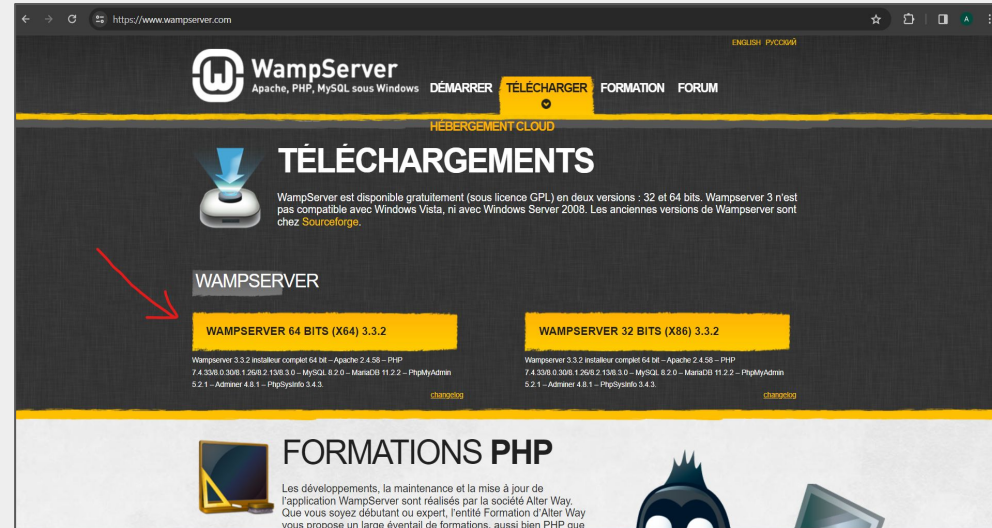 https://www.wampserver.com
A
ENGLISH РУССКИЙ
WampServer
Apache, PHP, MySQL sous Windows
DÉMARRER TÉLÉCHARGER FORMATION FORUM
HÉBERGEMENT CLOUD
TÉLÉCHARGEMENTS
WampServer est disponible gratuitement (sous licence GPL) en deux versions : 32 et 64 bits. Wampserver 3 n'est
pas compatible avec Windows Vista, ni avec Windows Server 2008. Les anciennes versions de Wampserver sont
chez Sourceforge.
WAMPSERVER
WAMPSERVER 64 BITS (X64) 3.3.2
Wampserver 3.3.2 installeur complet 64 bit – Apache 2.4.58 – PHP
7.4.33/8.0.30/8.1.26/8.2.13/8.3.0 – MySQL 8.2.0 – MariaDB 11.2.2 – PhpMyAdmin
5.2.1 – Adminer 4.8.1 – PhpSysInfo 3.4.3.
changelog
WAMPSERVER 32 BITS (X86) 3.3.2
Wampserver 3.3.2 installeur complet 64 bit – Apache 2.4.58 – PHP
7.4.33/8.0.30/8.1.26/8.2.13/8.3.0 – MySQL 8.2.0 – MariaDB 11.2.2 – PhpMyAdmin
5.2.1 – Adminer 4.8.1 – PhpSysInfo 3.4.3.
changelog
FORMATIONS PHP
Les développements, la maintenance et la mise à jour de
l'application WampServer sont réalisés par la société Alter Way.
Que vous soyez débutant ou expert, l'entité Formation d'Alter Way
vous propose un large éventail de formations, aussi bien PHP que